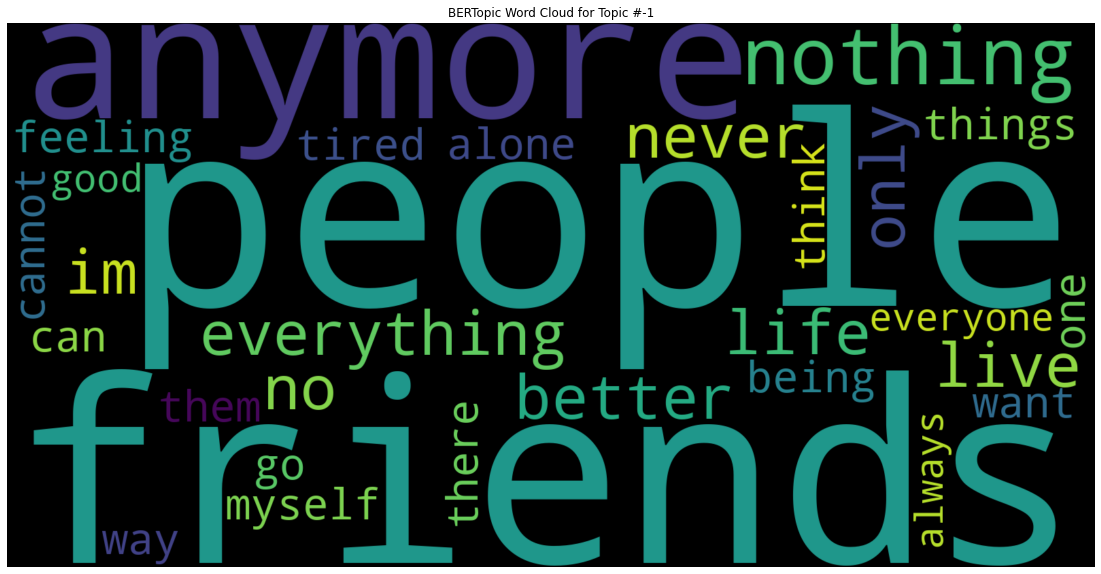 BERTopic Word Cloud for Topic #-1
anymore
nothing
feeling
tired
alone
never
things
only
good
think
cannot
people
im
one
can
everything
life
everyone
live
them
no
better
being
want
friends
there
go
myself
always
way